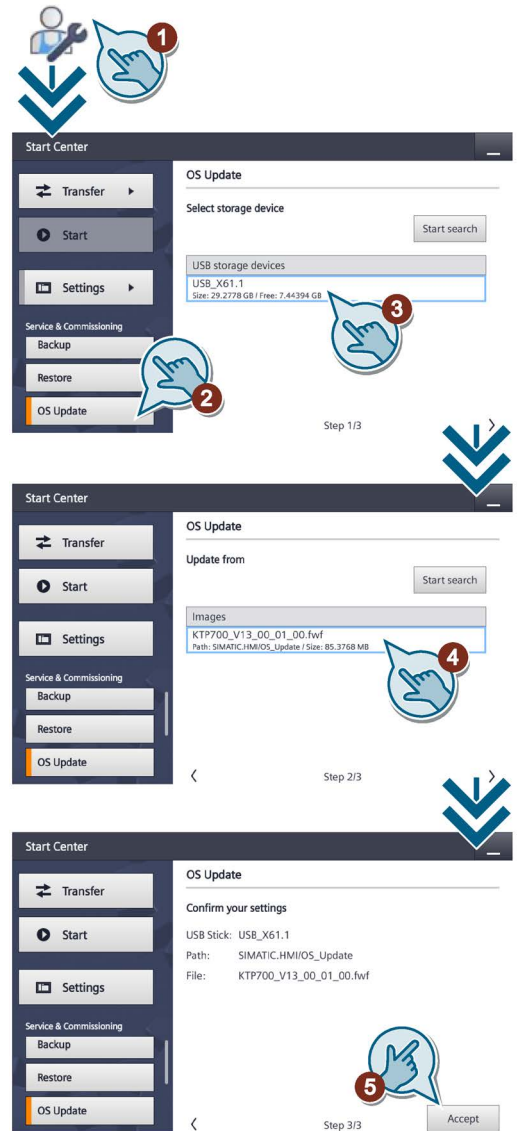 1
Start Center
OS Update
Transfer
Select storage device
Start search
Start
USB storage devices
USB_X61.1
Size: 29.2778 GB / Free: 7.44394 GB
Settings
3
Service & Commissioning
Backup
Restore
2
OS Update
Step 1/3
Start Center
OS Update
Transfer
Update from
Start search
Start
Images
KTP700_V13_00_01_00.fwf
Path: SIMATIC.HMI/OS_Update / Size: 85.3768 MB
Settings
4
Service & Commissioning
Backup
Restore
OS Update
Step 2/3
Start Center
OS Update
Transfer
Confirm your settings
Start
USB Stick: USB_X61.1
Path: SIMATIC.HMI/OS_Update
File: KTP700_V13_00_01_00.fwf
Settings
Service & Commissioning
Backup
Restore
5
OS Update
Step 3/3
Accept